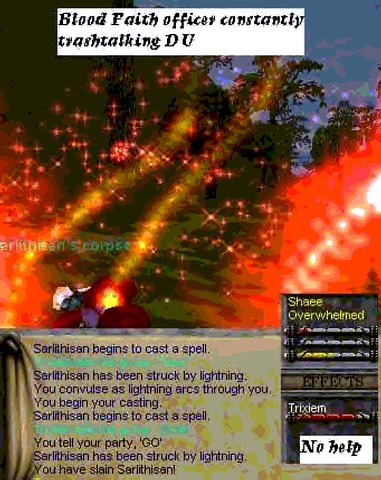 Blood Faith officer constantly
trashtalking DU
arlithisan's corpse
Shaee
Overwhelmed
EFFECTS
Trixiem
No help
Sarlithisan begins to cast a spell.
Sarlithisan has been struck by lightning.
You convulse as lightning arcs through you.
You begin your casting.
Sarlithisan begins to cast a spell.
You tell your party, 'GO'
Sarlithisan has been struck by lightning.
You have slain Sarlithisan!